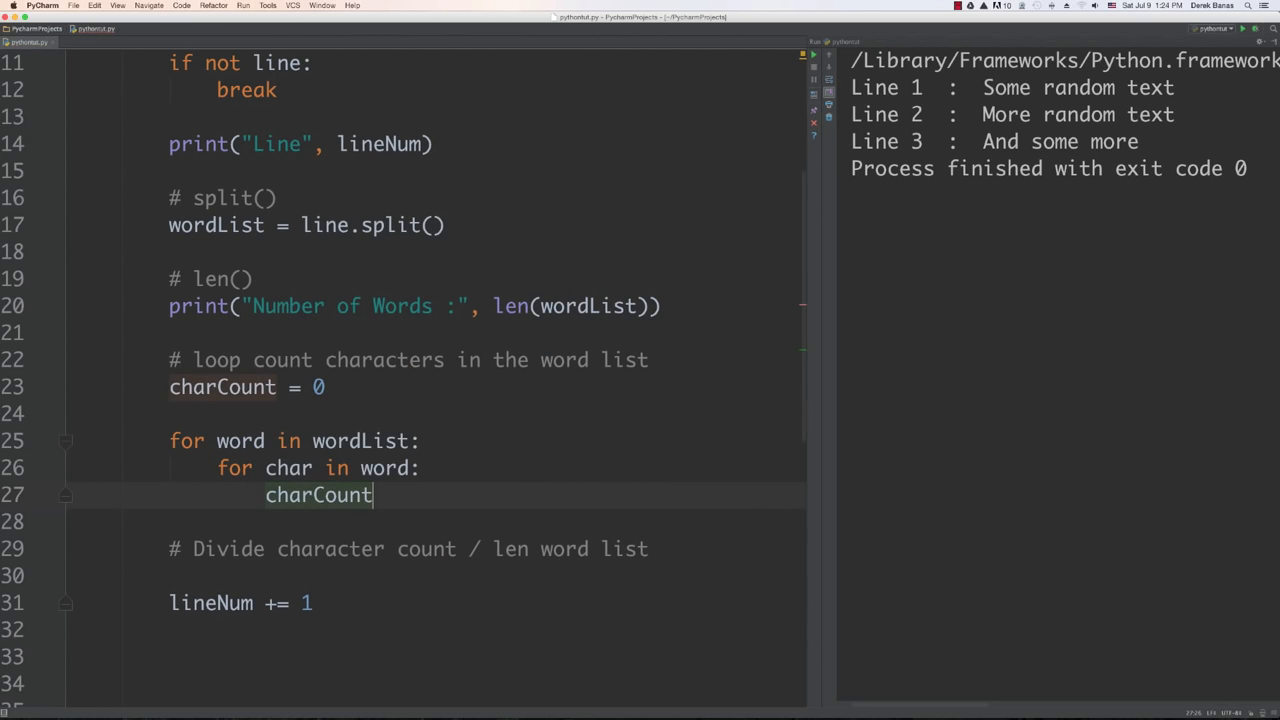 PyCharm File Edit View Navigate Code Refactor Run Tools VCS Window Help 10 Sat Jul 9 1:24 PM Derek Banas
pythontut.py - PycharmProjects - [~/PycharmProjects]
PycharmProjects pythontut.py pythontut
pythontut.py Run pythontut
11 if not line:
12 break
13
14 print("Line", lineNum)
15
16 # split()
17 wordList = line.split()
18
19 # len()
20 print("Number of Words :", len(wordList))
21
22 # loop count characters in the word list
23 charCount = 0
24
25 for word in wordList:
26 for char in word:
27 charCount
28
29 # Divide character count / len word list
30
31 lineNum += 1
32
33
34
/Library/Frameworks/Python.framework
Line 1 : Some random text
Line 2 : More random text
Line 3 : And some more
Process finished with exit code 0
27:26 LF≑ UTF-8≑